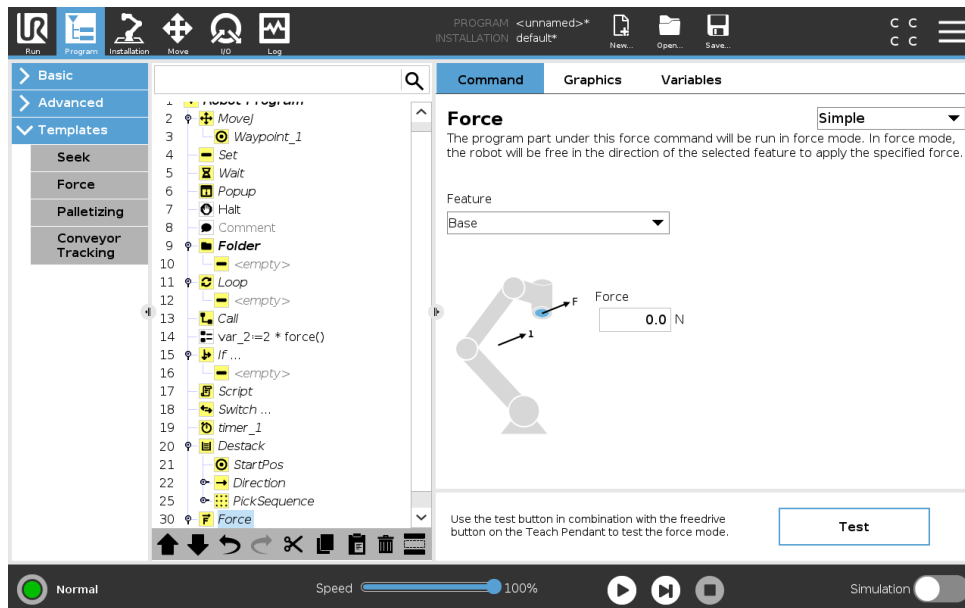 UR
PROGRAM <unnamed>*
INSTALLATION default*
Run
Program
Installation
Move
I/O
Log
New...
Open...
Save...
C C
C C
Basic
Advanced
Templates
Seek
Force
Palletizing
Conveyor
Tracking
1 Robot Program
2 MoveJ
3 Waypoint_1
4 Set
5 Wait
6 Popup
7 Halt
8 Comment
9 Folder
10 <empty>
11 Loop
12 <empty>
13 Call
14 var_2:=2 * force()
15 If ...
16 <empty>
17 Script
18 Switch ...
19 timer_1
20 Destack
21 StartPos
22 Direction
25 PickSequence
30 Force
Command
Graphics
Variables
Force
Simple
The program part under this force command will be run in force mode. In force mode,
the robot will be free in the direction of the selected feature to apply the specified force.
Feature
Base
F
1
Force
0.0 N
Use the test button in combination with the freedrive
button on the Teach Pendant to test the force mode.
Test
Normal
Speed
100%
Simulation